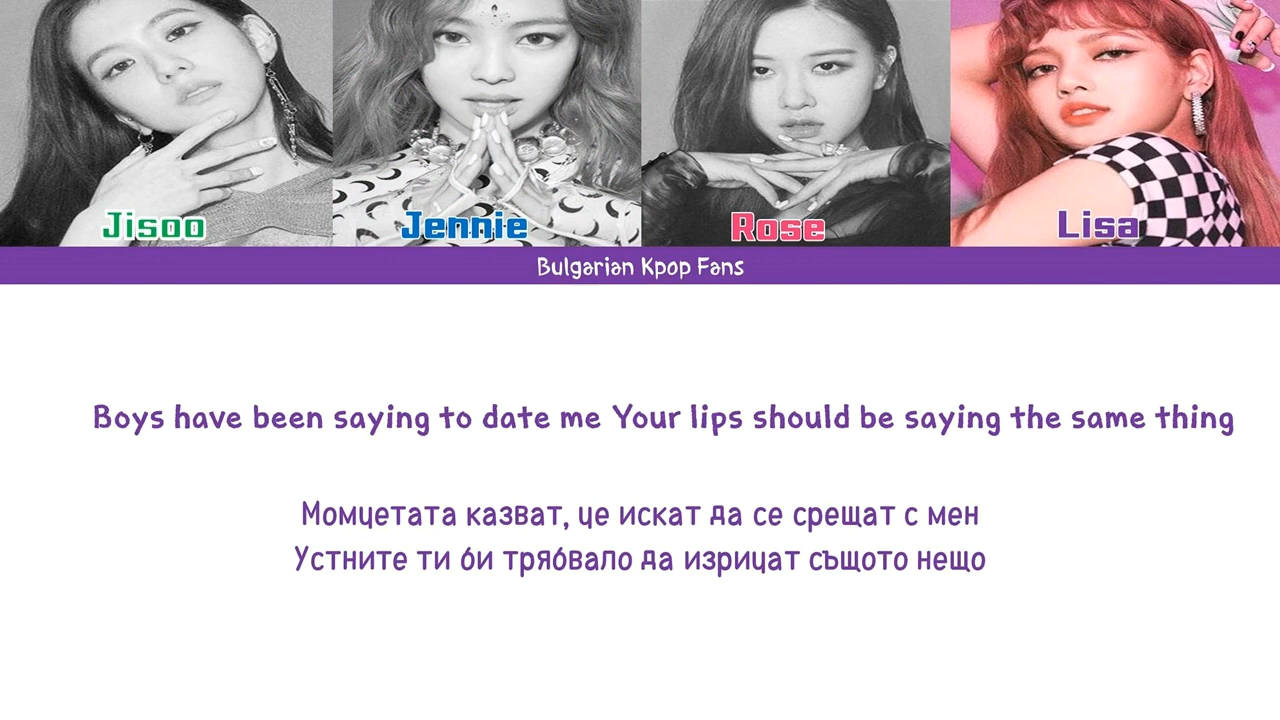 Jisoo Jennie Rose Lisa
Bulgarian Kpop Fans
Boys have been saying to date me Your lips should be saying the same thing
Момчетата казват, че искат да се срещат с мен
Устните ти би трябвало да изричат същото нещо